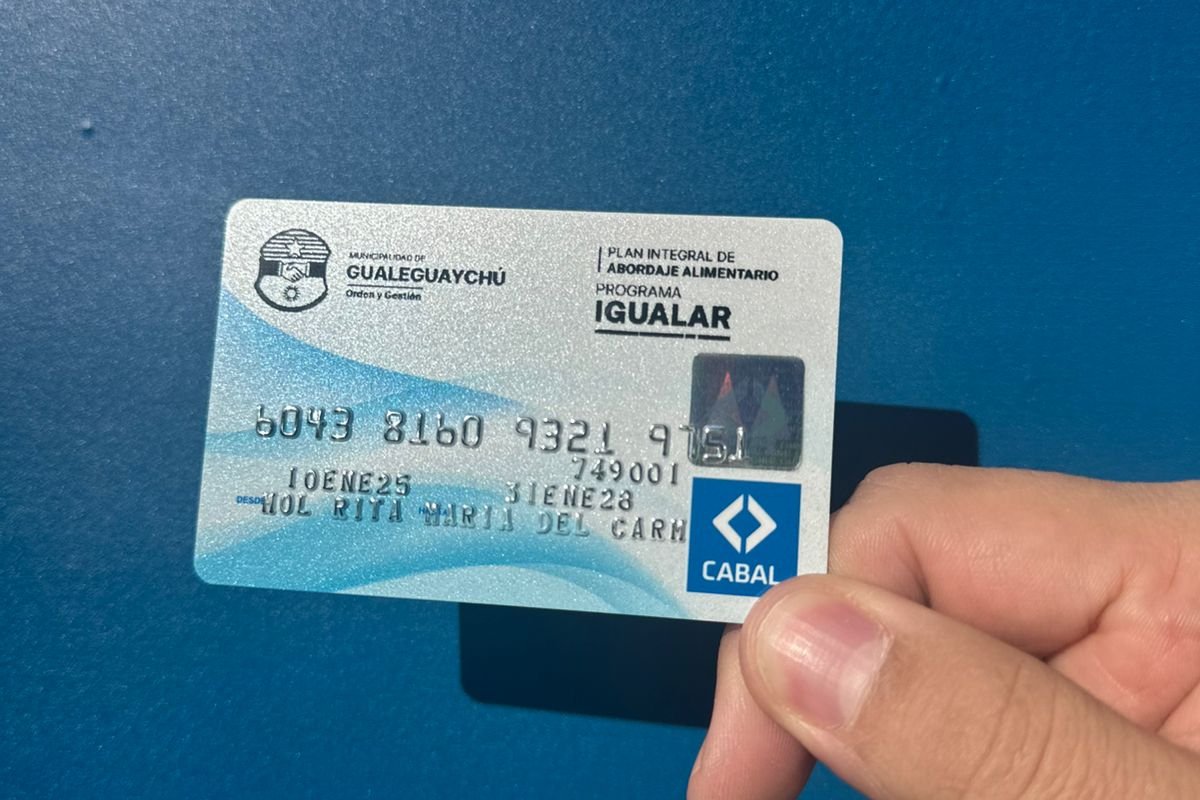 MUNICIPALIDAD DE
GUALEGUAYCHÚ
Orden y Gestión
PLAN INTEGRAL DE
ABORDAJE ALIMENTARIO
PROGRAMA
IGUALAR
6043 8160 9321 9751
749001
10ENE25 31ENE28
DESDE
MOL RITA MARIA DEL CARM
CABAL